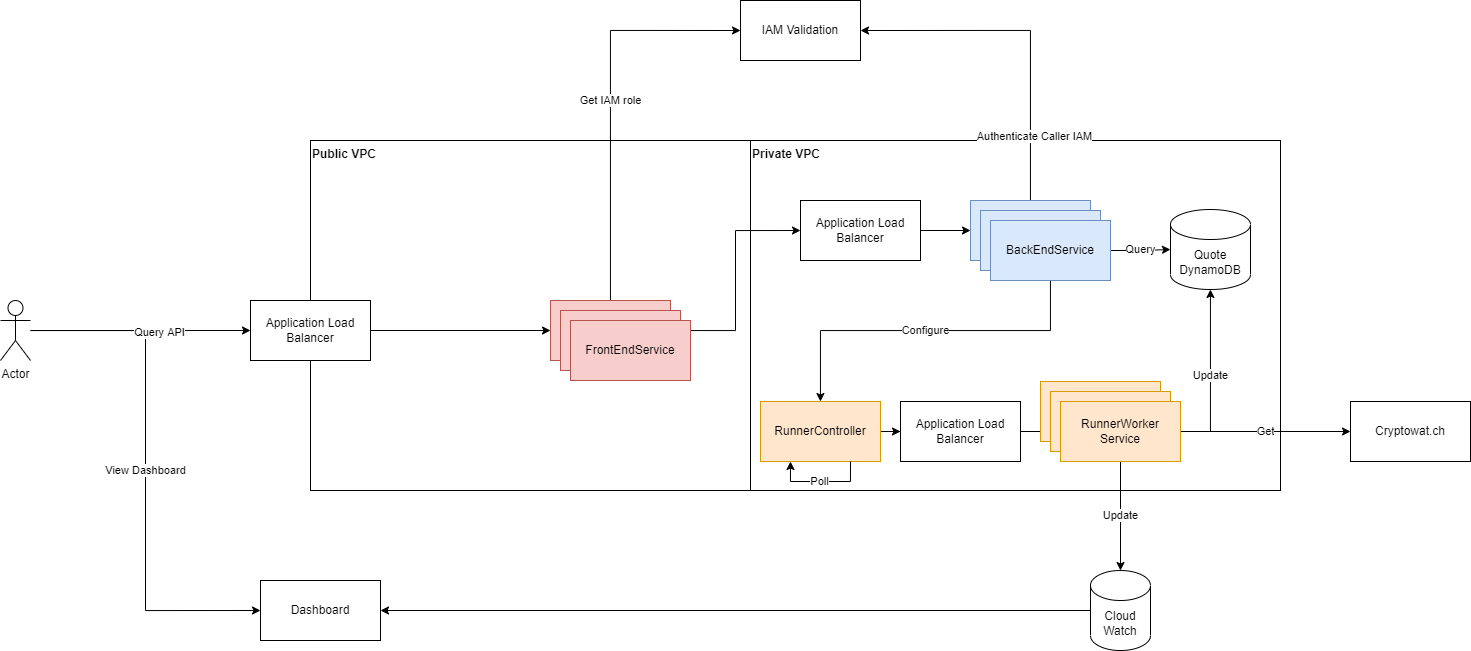 IAM Validation
Get IAM role
Authenticate Caller IAM
Public VPC
Private VPC
Application Load
Balancer
BackEndService
Query
Quote
DynamoDB
Query API
Application Load
Balancer
FrontEndService
Configure
Actor
Update
RunnerController
Application Load
Balancer
RunnerWorker
Service
Get
Cryptowat.ch
Poll
View Dashboard
Update
Dashboard
Cloud
Watch